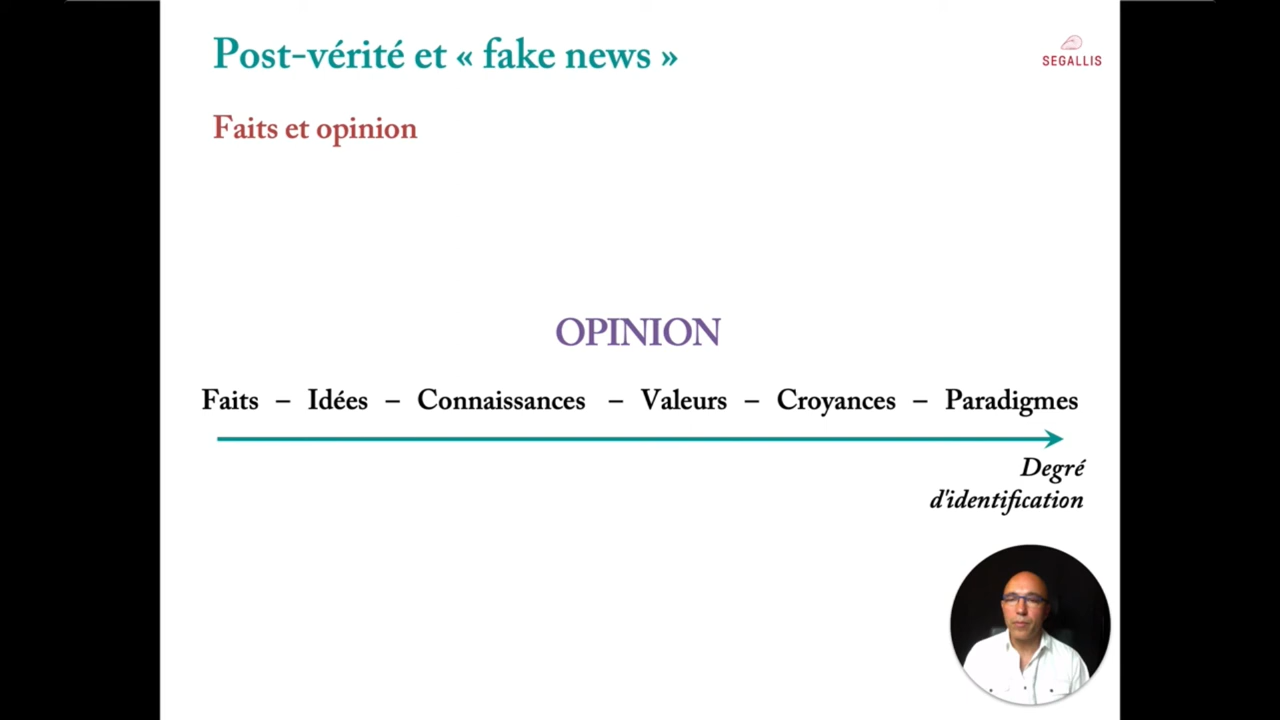 Post-vérité et « fake news »
SEGALLIS
Faits et opinion
OPINION
Faits – Idées – Connaissances – Valeurs – Croyances – Paradigmes
Degré
d'identification